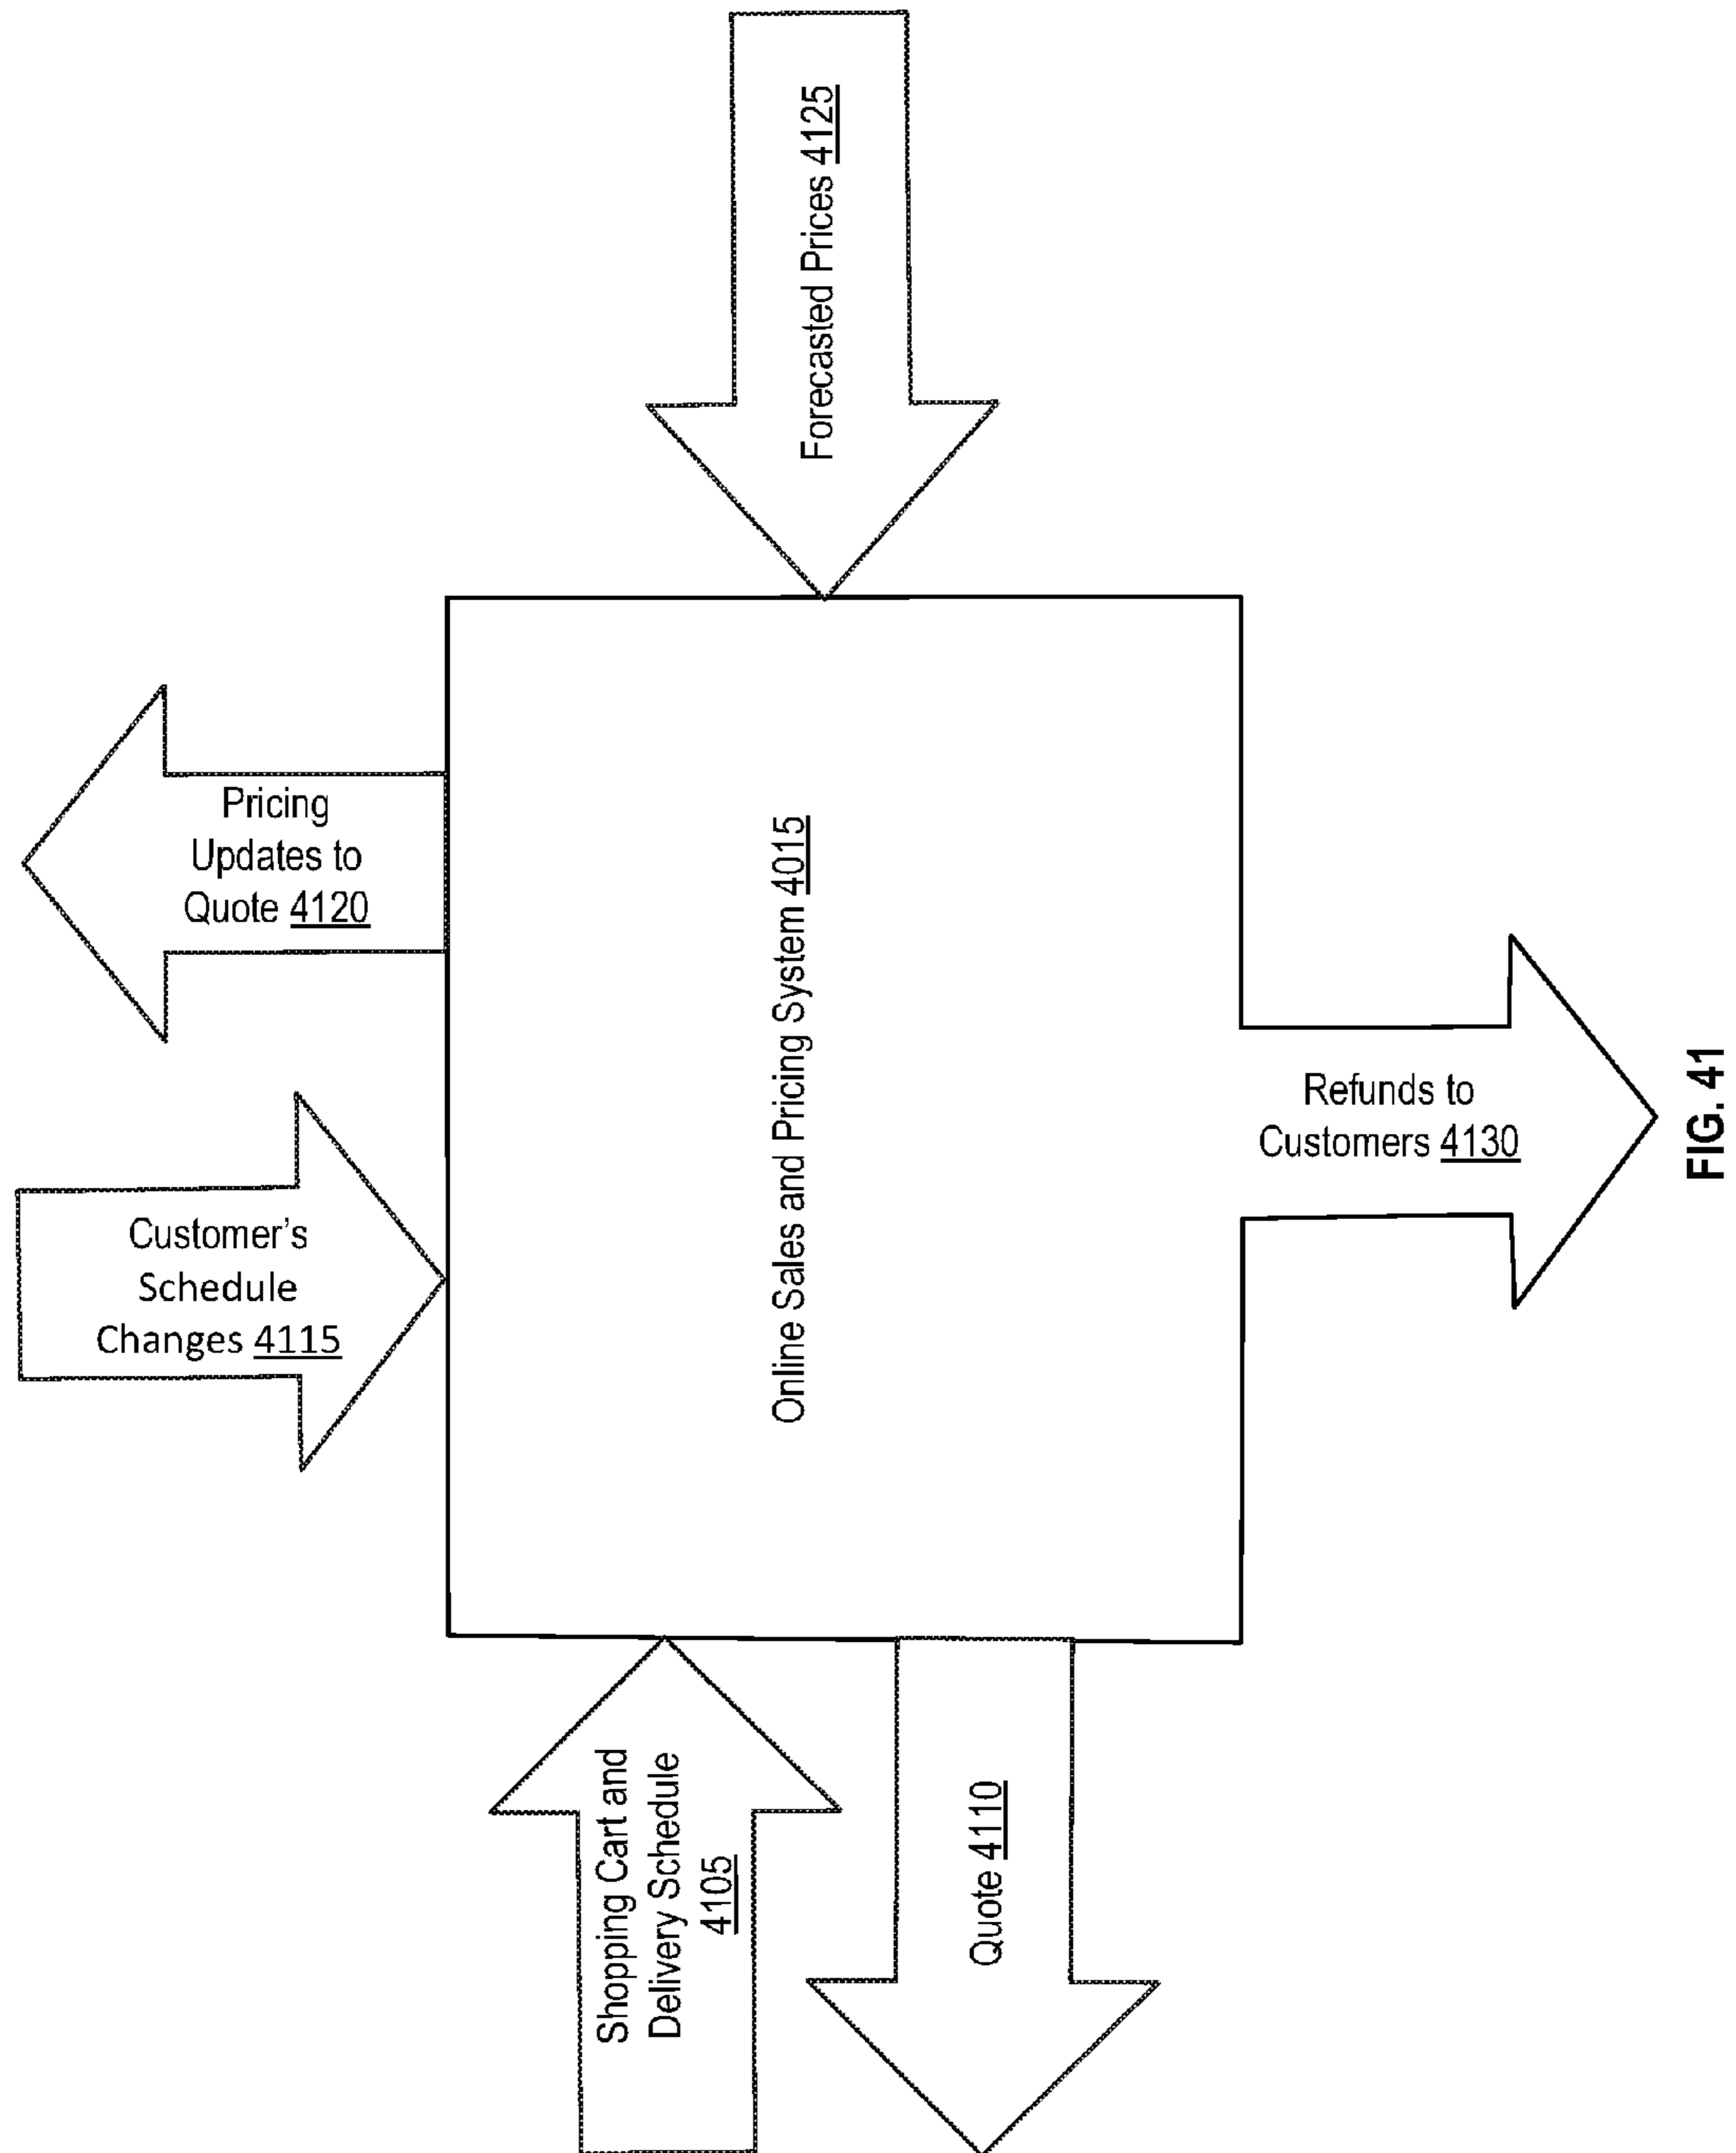 Shopping Cart and
Delivery Schedule
4105
Quote 4110
Customer's
Schedule
Changes 4115
Pricing
Updates to
Quote 4120
Online Sales and Pricing System 4015
Forecasted Prices 4125
Refunds to
Customers 4130
FIG. 41